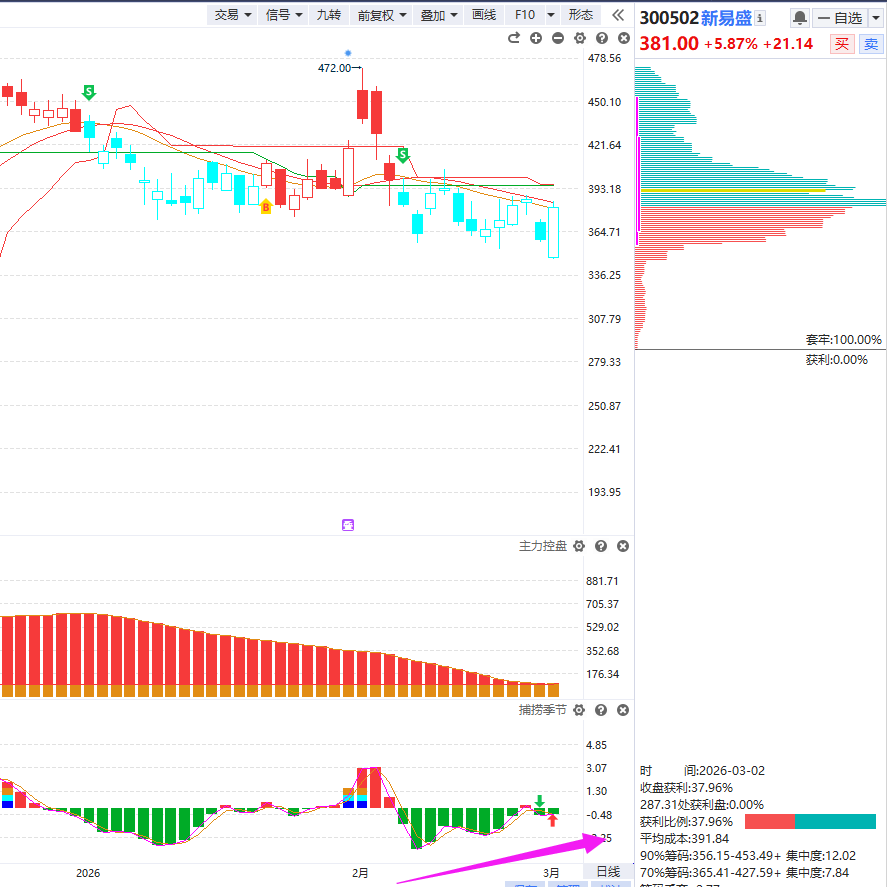 交易 信号 九转 前复权 叠加 画线 F10 形态
300502 新易盛 自选
381.00 +5.87% +21.14 买 卖
472.00
S
S
B
478.56
450.10
421.64
393.18
364.71
336.25
307.79
279.33
250.87
222.41
193.95
套牢:100.00%
获利:0.00%
主力控盘
881.71
705.37
529.02
352.68
176.34
捕捞季节
4.85
3.07
1.30
-0.48
2026 2月 3月 日线
时 间:2026-03-02
收盘获利:37.96%
287.31处获利盘:0.00%
获利比例:37.96%
平均成本:391.84
90%筹码:356.15-453.49+ 集中度:12.02
70%筹码:365.41-427.59+ 集中度:7.84